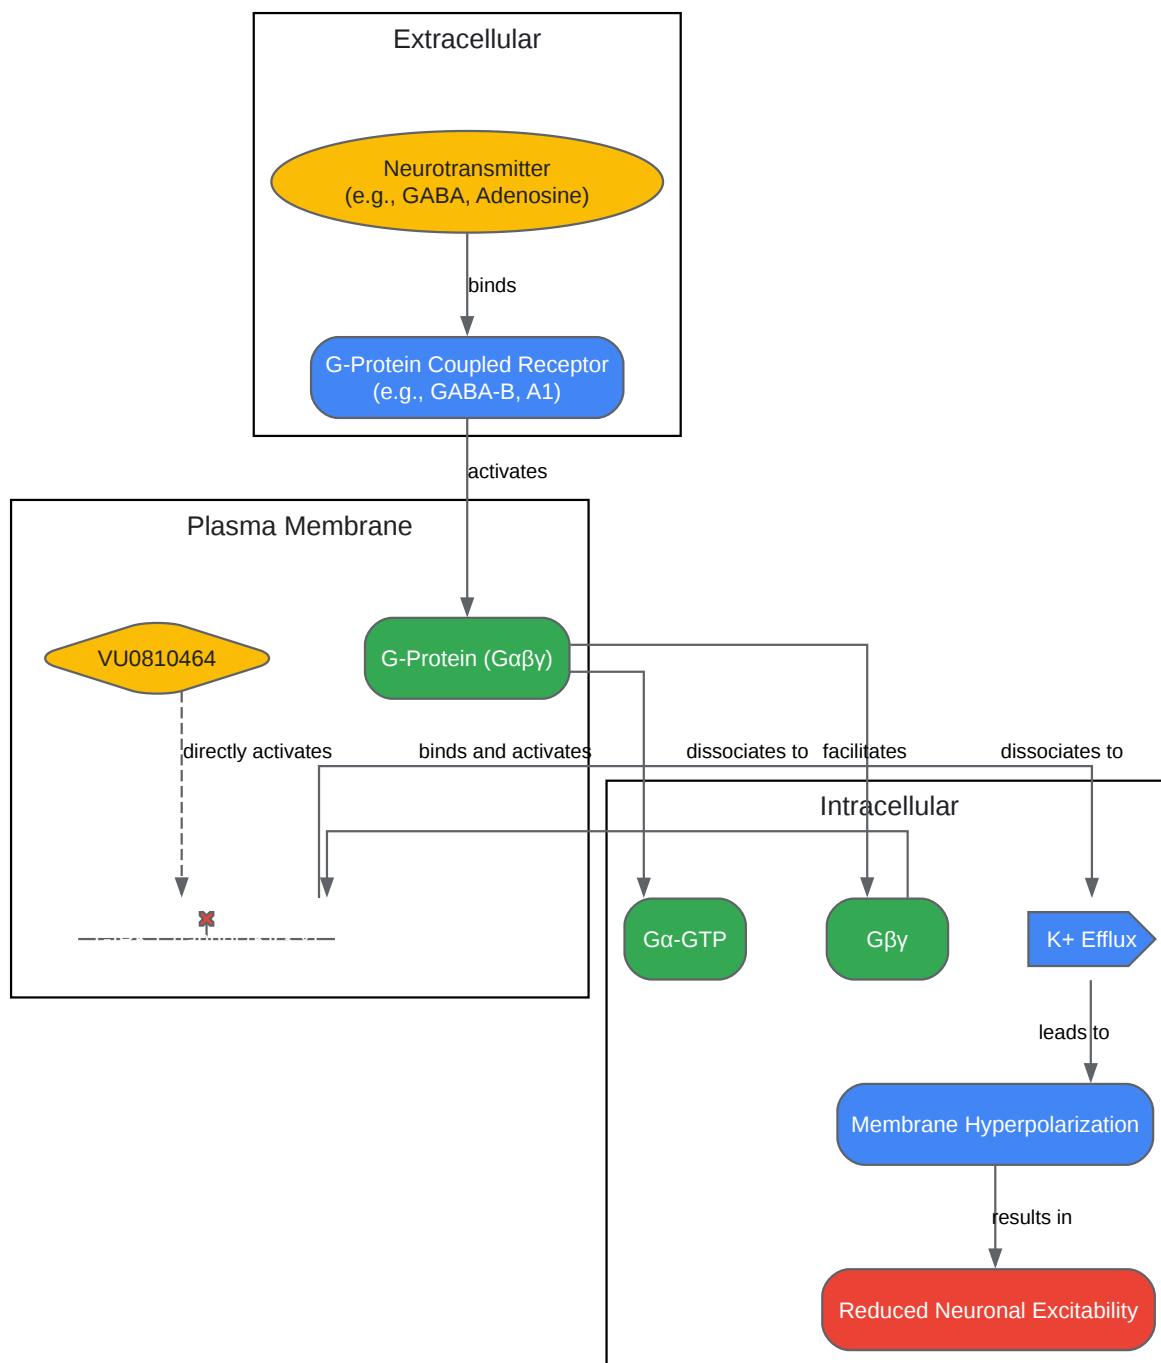 Extracellular
Neurotransmitter
(e.g., GABA, Adenosine)
binds
G-Protein Coupled Receptor
(e.g., GABA-B, A1)
activates
Plasma Membrane
VU0810464
G-Protein (Gαβγ)
directly activates
binds and activates
dissociates to
facilitates
dissociates to
Intracellular
Gα-GTP
Gβγ
K+ Efflux
leads to
Membrane Hyperpolarization
results in
Reduced Neuronal Excitability